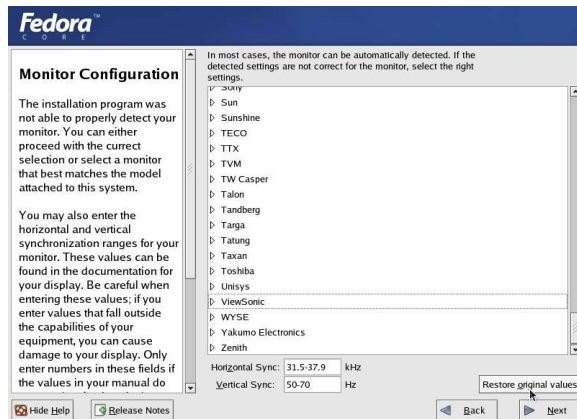 Fedora™
CORE
Monitor Configuration
The installation program was
not able to properly detect your
monitor. You can either
proceed with the currect
selection or select a monitor
that best matches the model
attached to this system.
You may also enter the
horizontal and vertical
synchronization ranges for your
monitor. These values can be
found in the documentation for
your display. Be careful when
entering these values; if you
enter values that fall outside
the capabilities of your
equipment, you can cause
damage to your display. Only
enter numbers in these fields if
the values in your manual do
In most cases, the monitor can be automatically detected. If the
detected settings are not correct for the monitor, select the right
settings.
Sony
Sun
Sunshine
TECO
TTX
TVM
TW Casper
Talon
Tandberg
Targa
Tatung
Taxan
Toshiba
Unisys
ViewSonic
WYSE
Yakumo Electronics
Zenith
Horizontal Sync: 31.5-37.9 kHz
Vertical Sync: 50-70 Hz
Restore original values
Hide Help
Release Notes
Back
Next